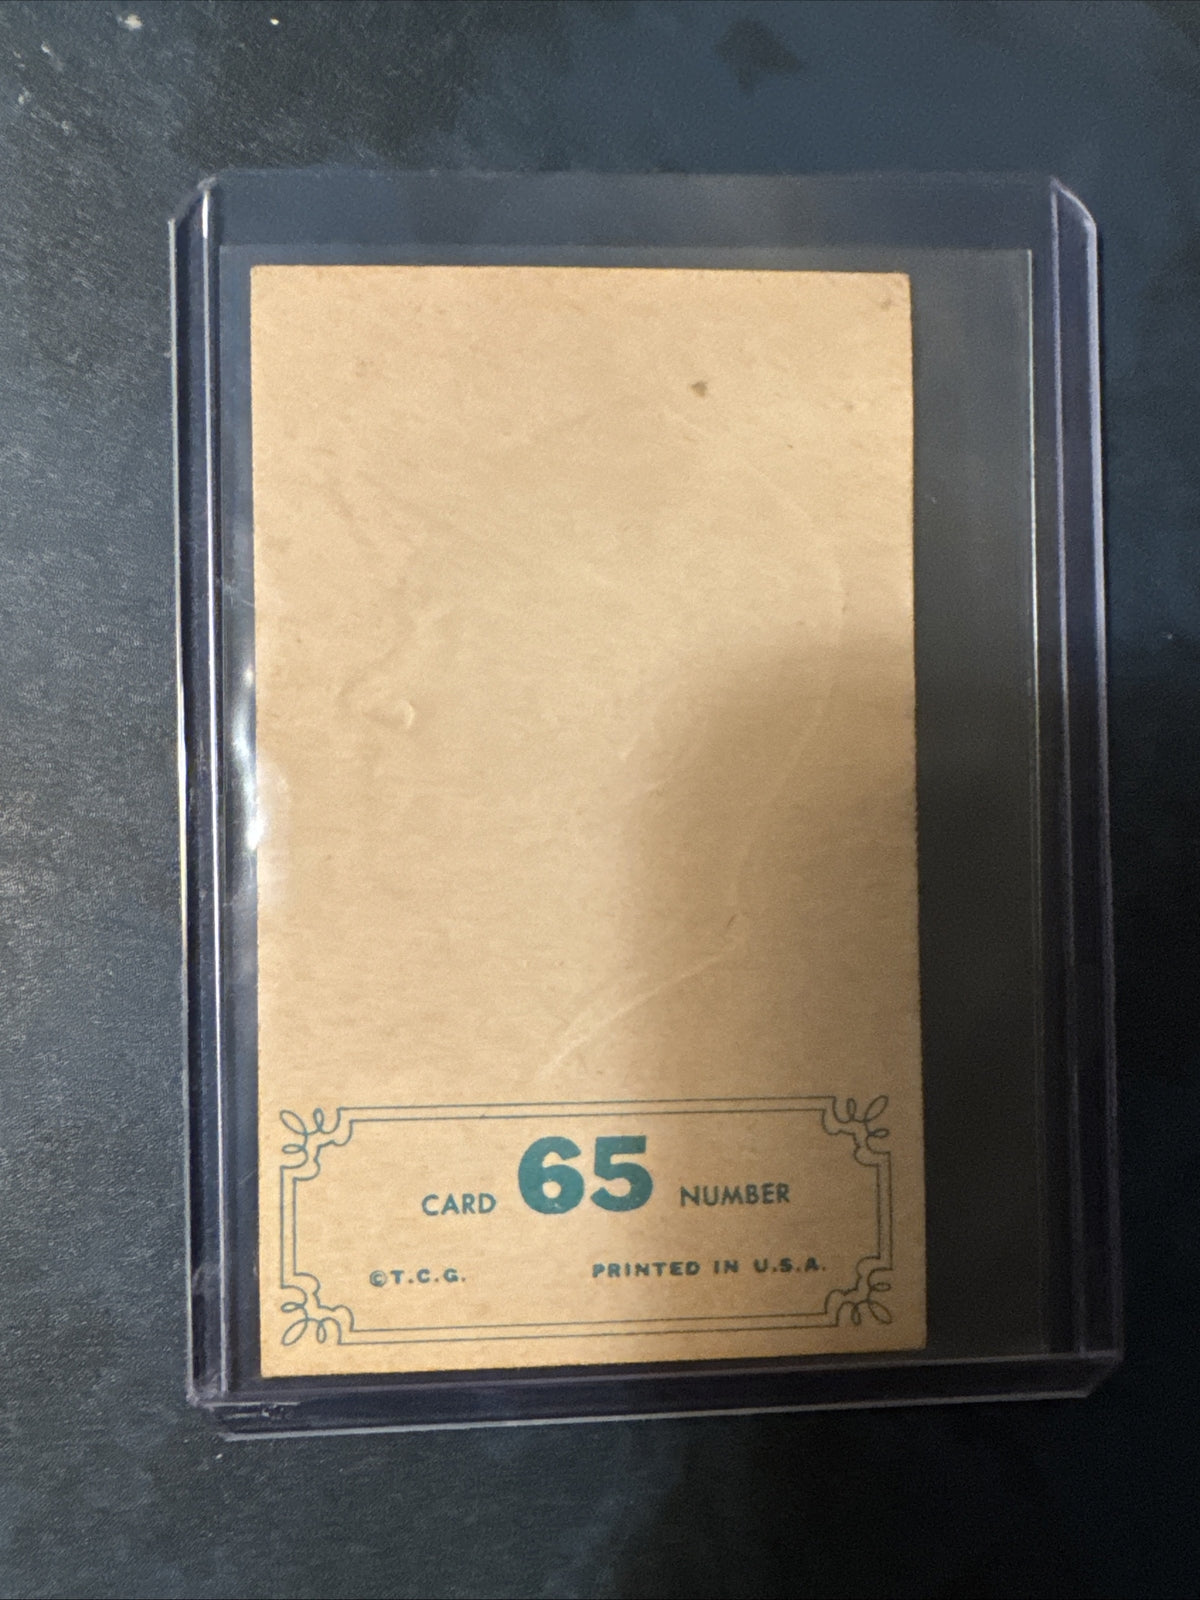 CARD 65 NUMBER
©T.C.G. PRINTED IN U.S.A.